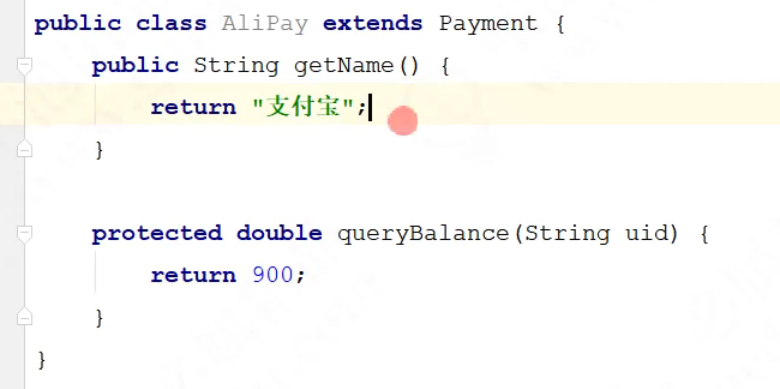 public class AliPay extends Payment {
public String getName() {
return "支付宝";
}
protected double queryBalance(String uid) {
return 900;
}
}